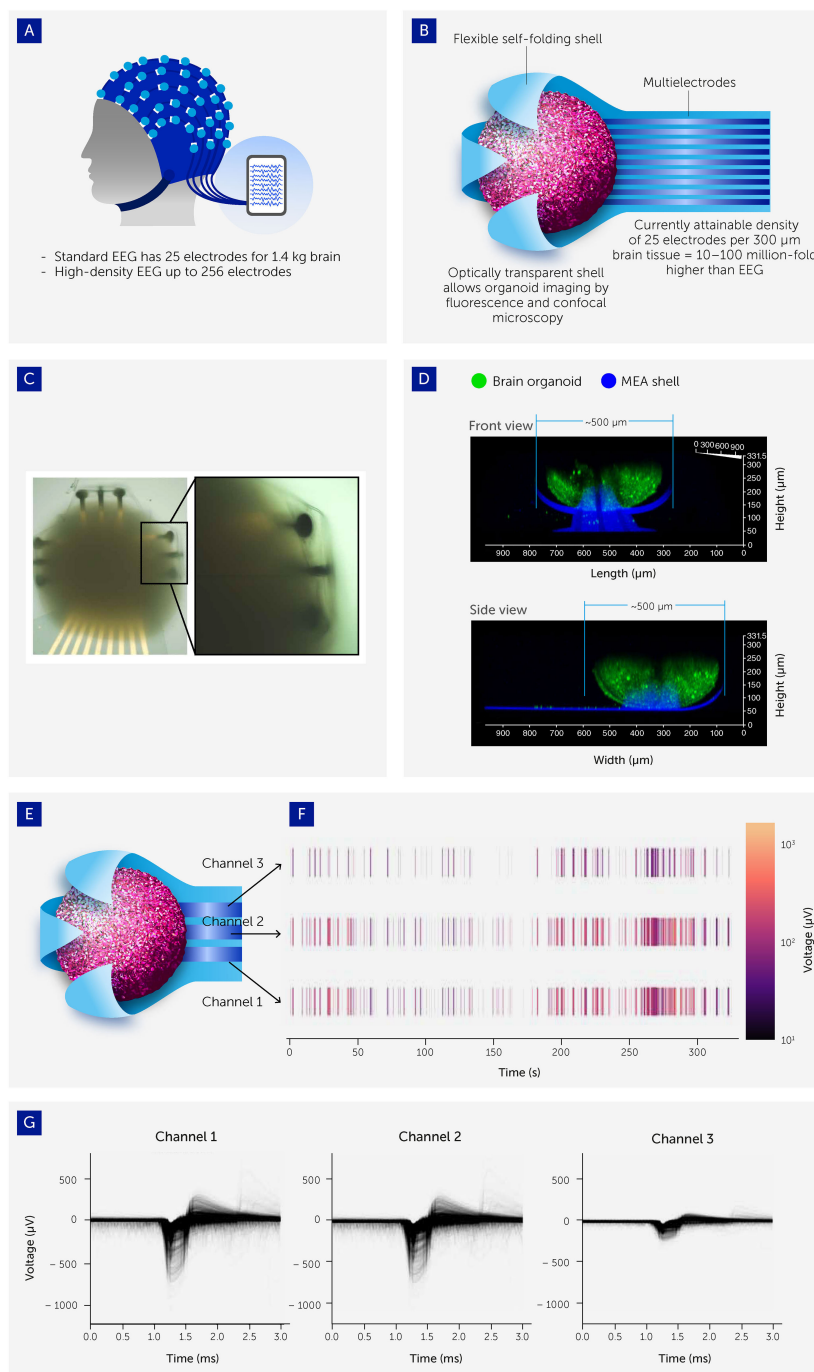 A
- Standard EEG has 25 electrodes for 1.4 kg brain
- High-density EEG up to 256 electrodes
B
Flexible self-folding shell
Multielectrodes
Currently attainable density
of 25 electrodes per 300 µm
brain tissue = 10–100 million-fold
higher than EEG
Optically transparent shell
allows organoid imaging by
fluorescence and confocal
microscopy
C
D
Brain organoid
MEA shell
Front view
~500 µm
0 300 600 900
331.5
300
250
200
150
100
50
0
Height (µm)
900 800 700 600 500 400 300 200 100 0
Length (µm)
Side view
~500 µm
331.5
300
250
200
150
100
50
0
Height (µm)
900 800 700 600 500 400 300 200 100 0
Width (µm)
E
Channel 3
Channel 2
Channel 1
F
10³
10²
10¹
Voltage (µV)
0 50 100 150 200 250 300
Time (s)
G
Channel 1
500
0
– 500
– 1000
Voltage (µV)
0.0 0.5 1.0 1.5 2.0 2.5 3.0
Time (ms)
Channel 2
500
0
– 500
– 1000
0.0 0.5 1.0 1.5 2.0 2.5 3.0
Time (ms)
Channel 3
500
0
– 500
– 1000
0.0 0.5 1.0 1.5 2.0 2.5 3.0
Time (ms)